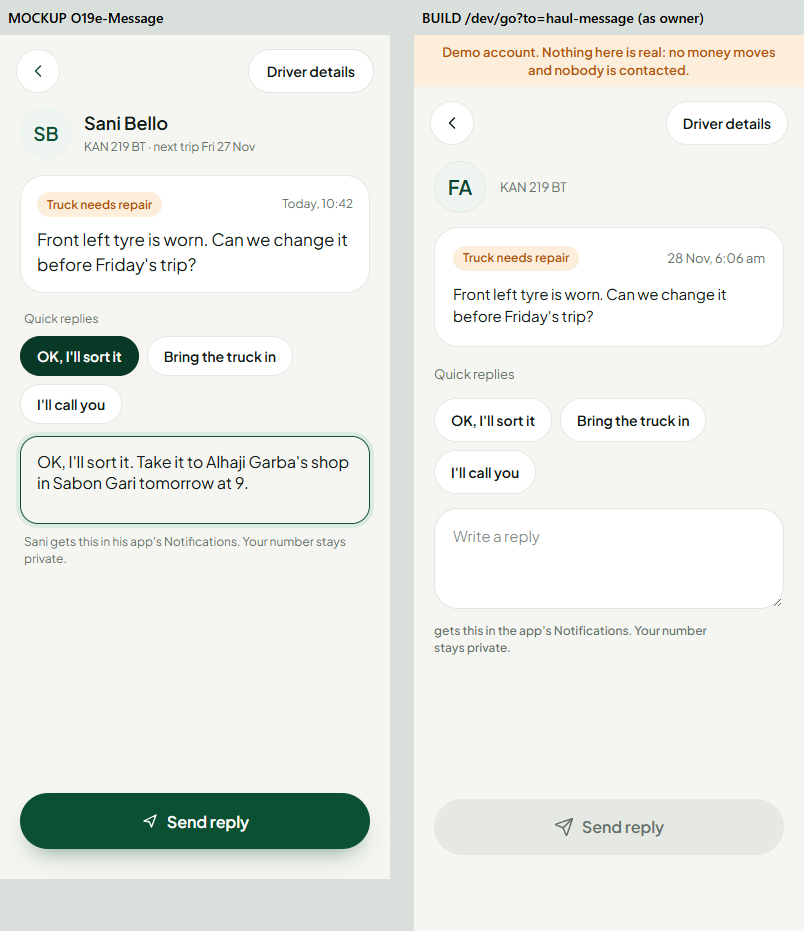 MOCKUP O19e-Message
Driver details
SB
Sani Bello
KAN 219 BT · next trip Fri 27 Nov
Truck needs repair
Today, 10:42
Front left tyre is worn. Can we change it
before Friday's trip?
Quick replies
OK, I'll sort it
Bring the truck in
I'll call you
OK, I'll sort it. Take it to Alhaji Garba's shop
in Sabon Gari tomorrow at 9.
Sani gets this in his app's Notifications. Your number stays
private.
Send reply
BUILD /dev/go?to=haul-message (as owner)
Demo account. Nothing here is real: no money moves
and nobody is contacted.
Driver details
FA
KAN 219 BT
Truck needs repair
28 Nov, 6:06 am
Front left tyre is worn. Can we change it
before Friday's trip?
Quick replies
OK, I'll sort it
Bring the truck in
I'll call you
Write a reply
gets this in the app's Notifications. Your number
stays private.
Send reply